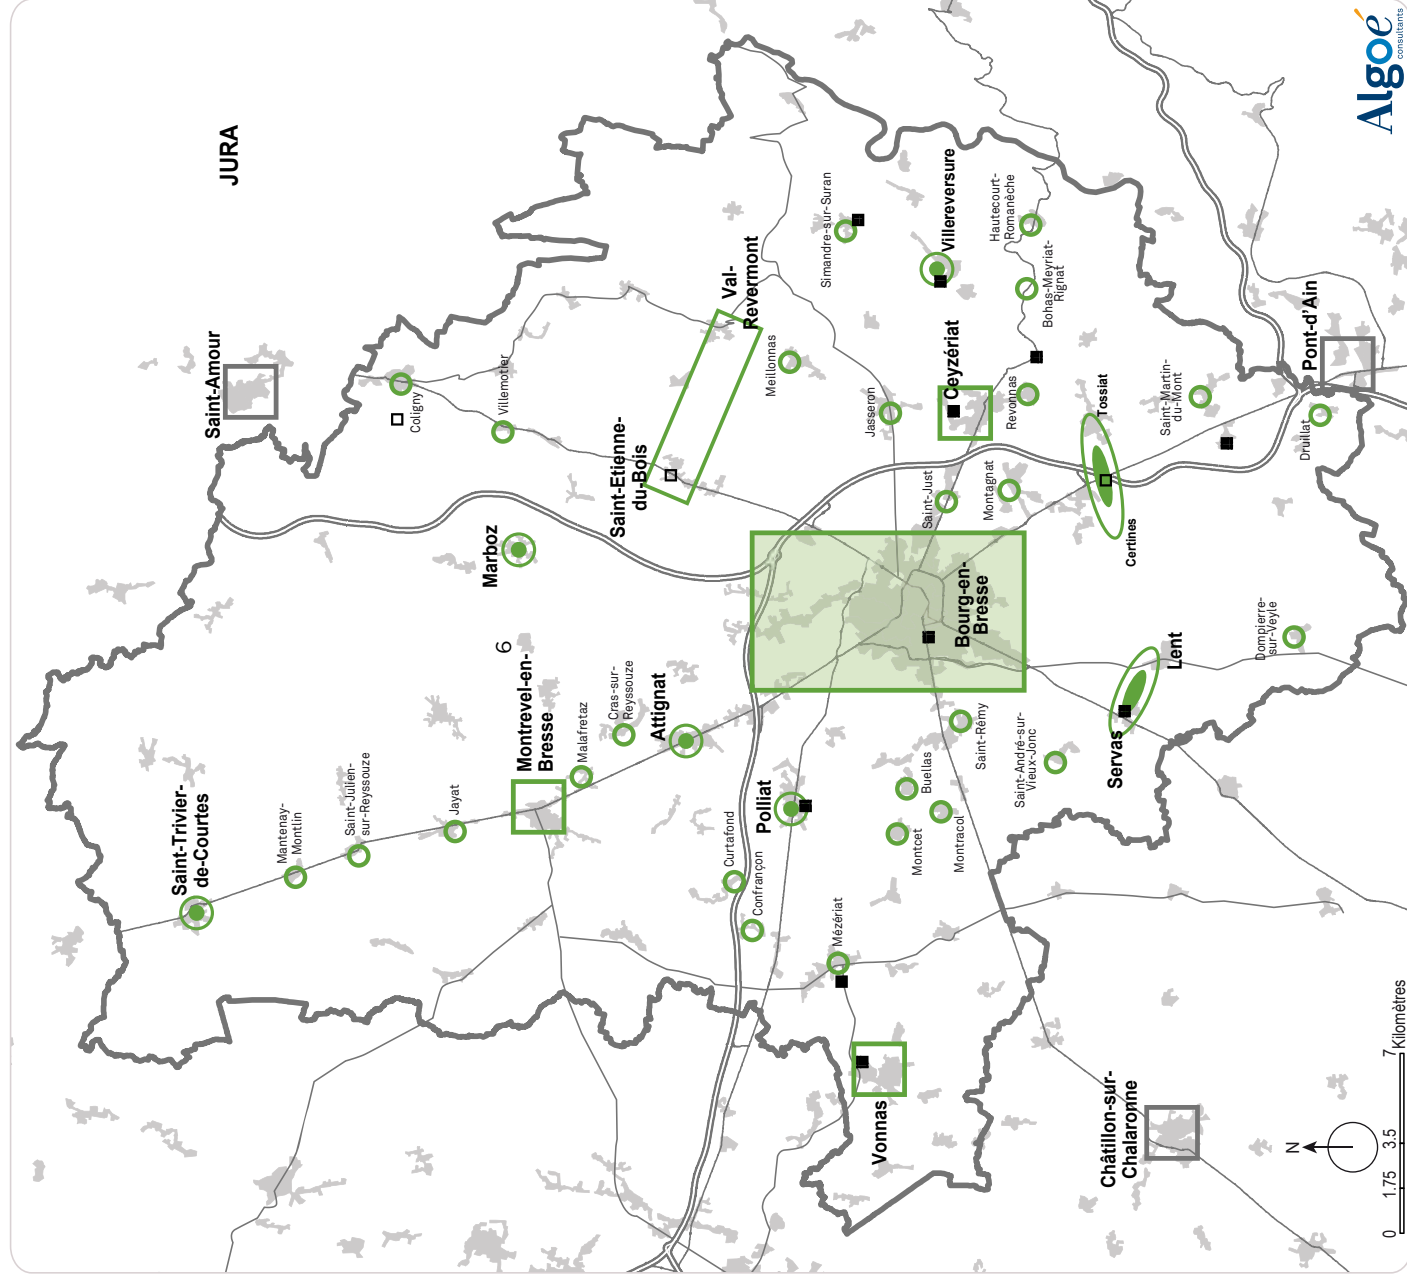 JURA
Saint-Amour
Coligny
Villemotier
Val-
Revermont
Saint-Etienne-
du-Bois
Meillonnas
Simandre-sur-Suran
Villereversure
Hautecourt-
Romanèche
Bohas-Meyriat-
Rignat
Ceyzériat
Jasseron
Revonnas
Tossiat
Certines
Saint-Martin-
du-Mont
Pont-d'Ain
Druillat
Saint-Just
Montagnat
Marboz
Bourg-en-
Bresse
6
Montrevel-en-
Bresse
Malafretaz
Cras-sur-
Reyssouze
Attignat
Saint-Trivier-
de-Courtes
Mantenay-
Montlin
Saint-Julien-
sur-Reyssouze
Jayat
Polliat
Curtafond
Confrançon
Mézériat
Buellas
Montcet
Montracol
Saint-Rémy
Saint-André-sur-
Vieux-Jonc
Servas
Lent
Dompierre-
sur-Veyle
Vonnas
Châtillon-sur-
Chalaronne
N
0 1.75 3.5 7
Kilomètres
Algoé
consultants